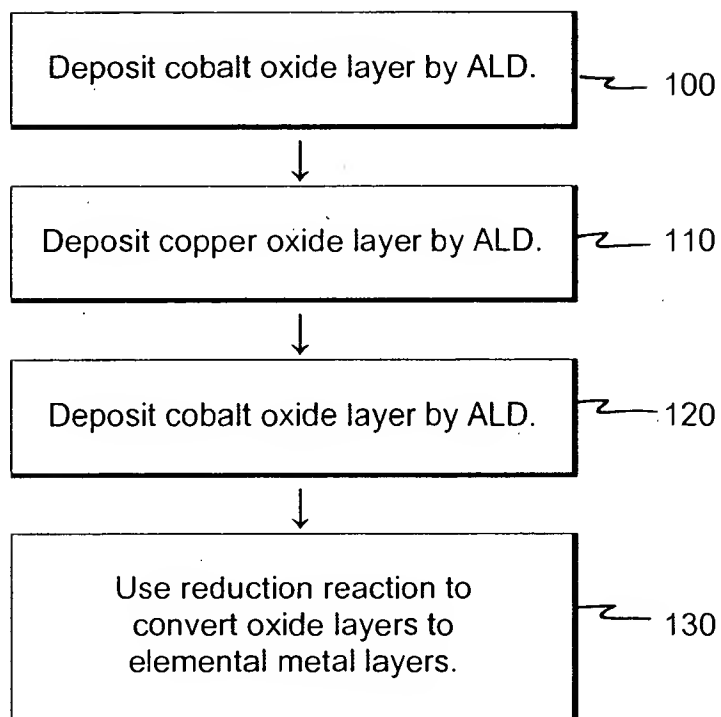 Deposit cobalt oxide layer by ALD.
100
Deposit copper oxide layer by ALD.
110
Deposit cobalt oxide layer by ALD.
120
Use reduction reaction to
convert oxide layers to
elemental metal layers.
130